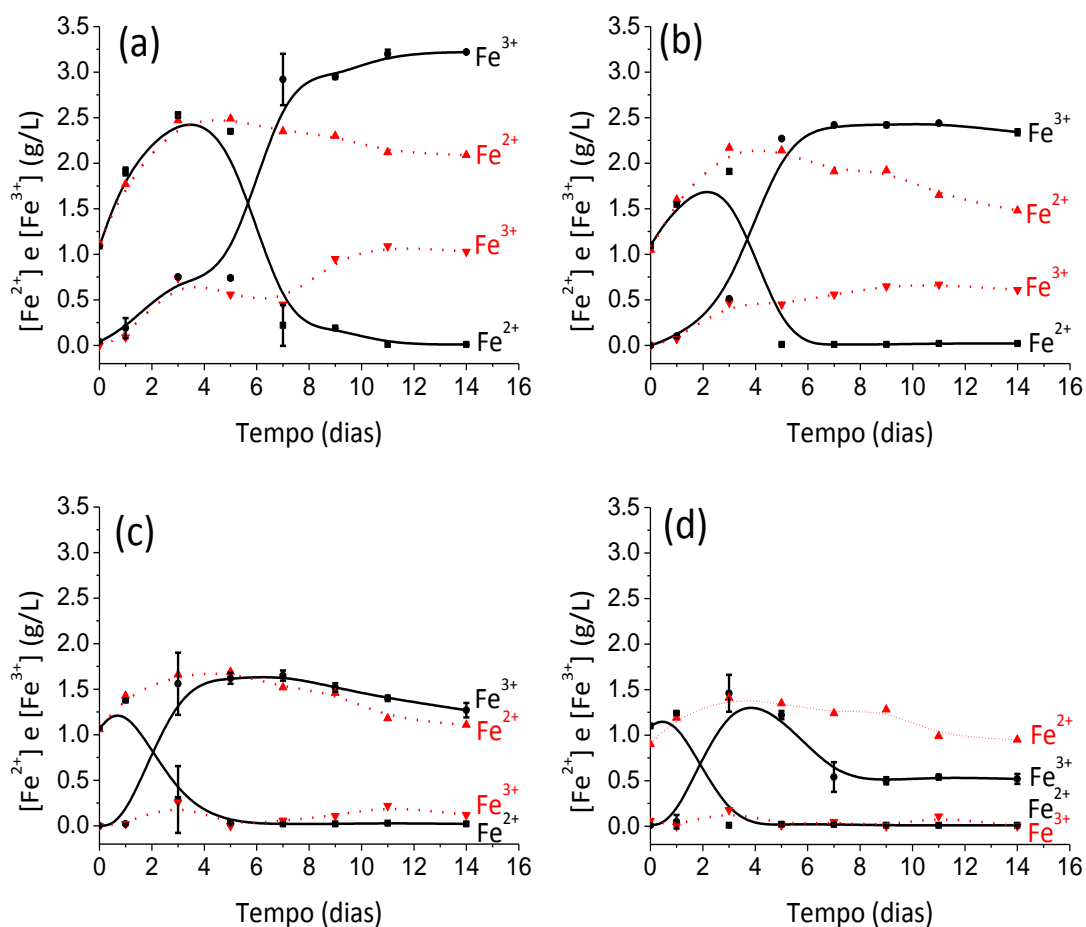 (a)
[Fe²⁺] e [Fe³⁺] (g/L)
3.5
3.0
2.5
2.0
1.5
1.0
0.5
0.0
Fe³⁺
Fe²⁺
Fe³⁺
Fe²⁺
0 2 4 6 8 10 12 14 16
Tempo (dias)
(b)
[Fe²⁺] e [Fe³⁺] (g/L)
3.5
3.0
2.5
2.0
1.5
1.0
0.5
0.0
Fe³⁺
Fe²⁺
Fe³⁺
Fe²⁺
0 2 4 6 8 10 12 14 16
Tempo (dias)
(c)
[Fe²⁺] e [Fe³⁺] (g/L)
3.5
3.0
2.5
2.0
1.5
1.0
0.5
0.0
Fe³⁺
Fe²⁺
Fe³⁺
Fe²⁺
0 2 4 6 8 10 12 14 16
Tempo (dias)
(d)
[Fe²⁺] e [Fe³⁺] (g/L)
3.5
3.0
2.5
2.0
1.5
1.0
0.5
0.0
Fe²⁺
Fe³⁺
Fe²⁺
Fe³⁺
0 2 4 6 8 10 12 14 16
Tempo (dias)